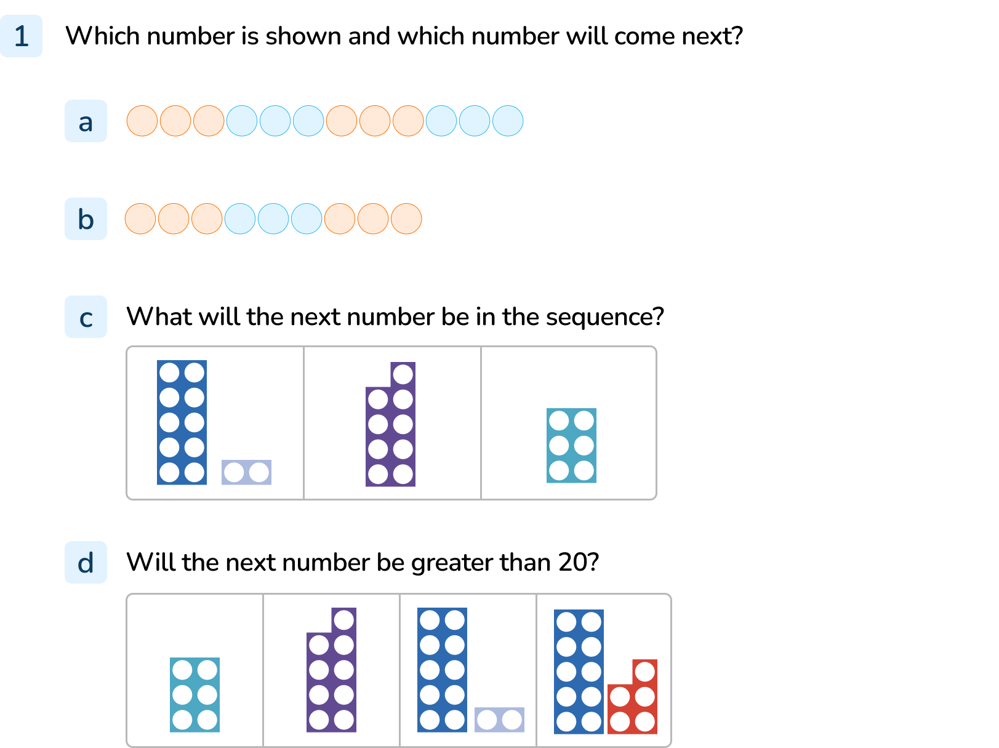 1 Which number is shown and which number will come next?
a
b
c What will the next number be in the sequence?
d Will the next number be greater than 20?